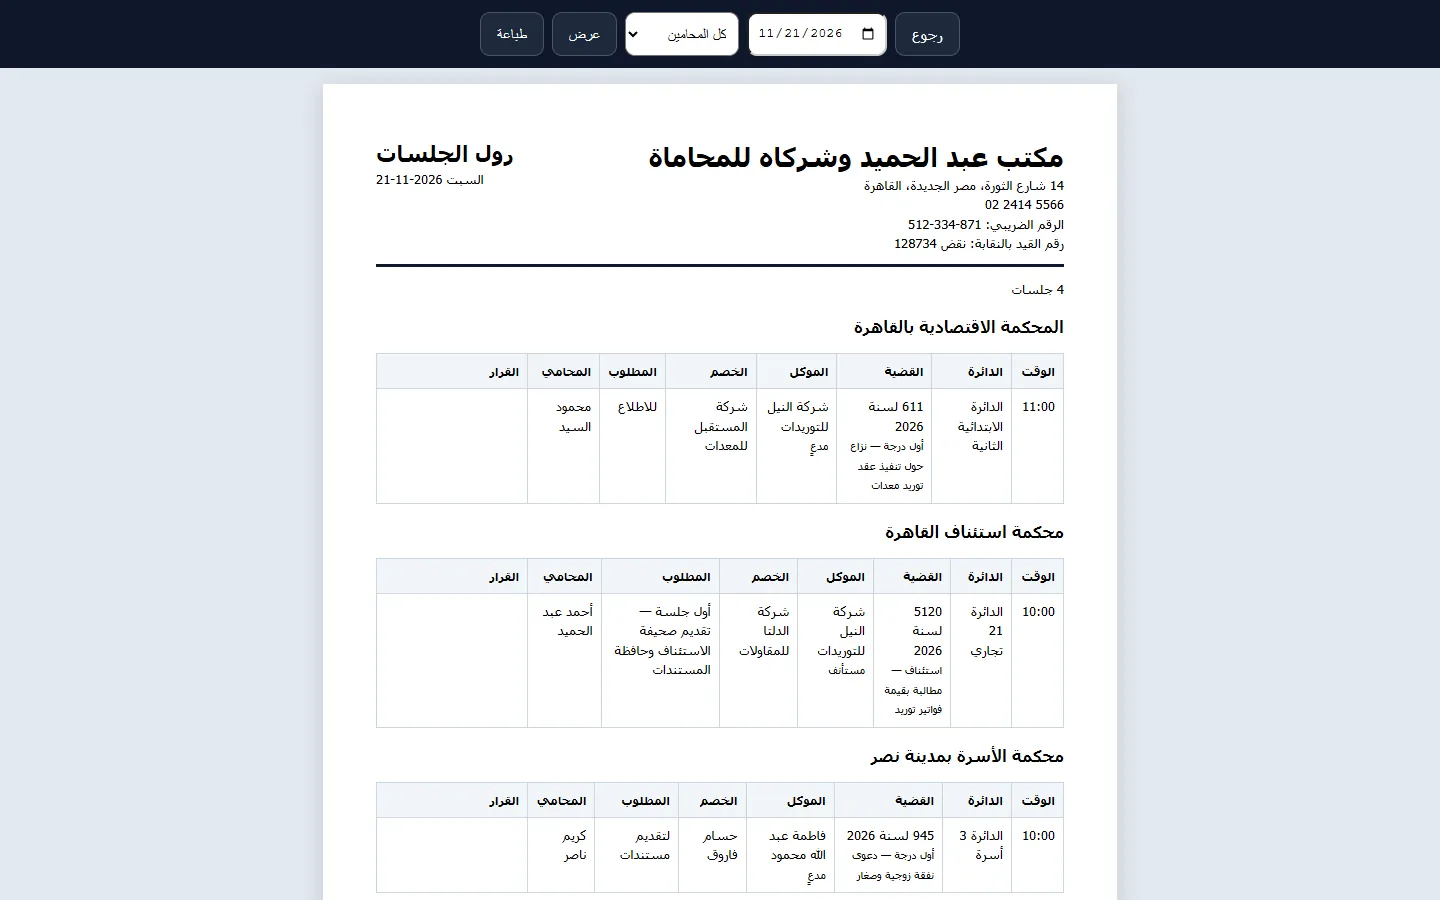 رجوع
11/21/2026
كل المحامين
عرض
طباعة
مكتب عبد الحميد وشركاه للمحاماة
رول الجلسات
14 شارع الثورة، مصر الجديدة، القاهرة
السبت 2026-11-21
02 2414 5566
الرقم الضريبي: 871-334-512
رقم القيد بالنقابة: نقض 128734
4 جلسات
المحكمة الاقتصادية بالقاهرة
الوقت الدائرة القضية الموكل الخصم المطلوب المحامي القرار
11:00 الدائرة 611 لسنة شركة النيل شركة للاطلاع محمود
الابتدائية 2026 للتوريدات المستقبل السيد
الثانية أول درجة — نزاع مدعٍ للمعدات
حول تنفيذ عقد
توريد معدات
محكمة استئناف القاهرة
الوقت الدائرة القضية الموكل الخصم المطلوب المحامي القرار
10:00 الدائرة 5120 شركة شركة أول جلسة — أحمد عبد
21 لسنة النيل الدلتا تقديم صحيفة الحميد
تجاري 2026 للتوريدات للمقاولات الاستئناف وحافظة
استئناف — مستأنف المستندات
مطالبة بقيمة
فواتير توريد
محكمة الأسرة بمدينة نصر
الوقت الدائرة القضية الموكل الخصم المطلوب المحامي القرار
10:00 الدائرة 3 945 لسنة 2026 فاطمة عبد حسام لتقديم كريم
أسرة أول درجة — دعوى الله محمود فاروق مستندات ناصر
نفقة زوجية وصغار مدعٍ